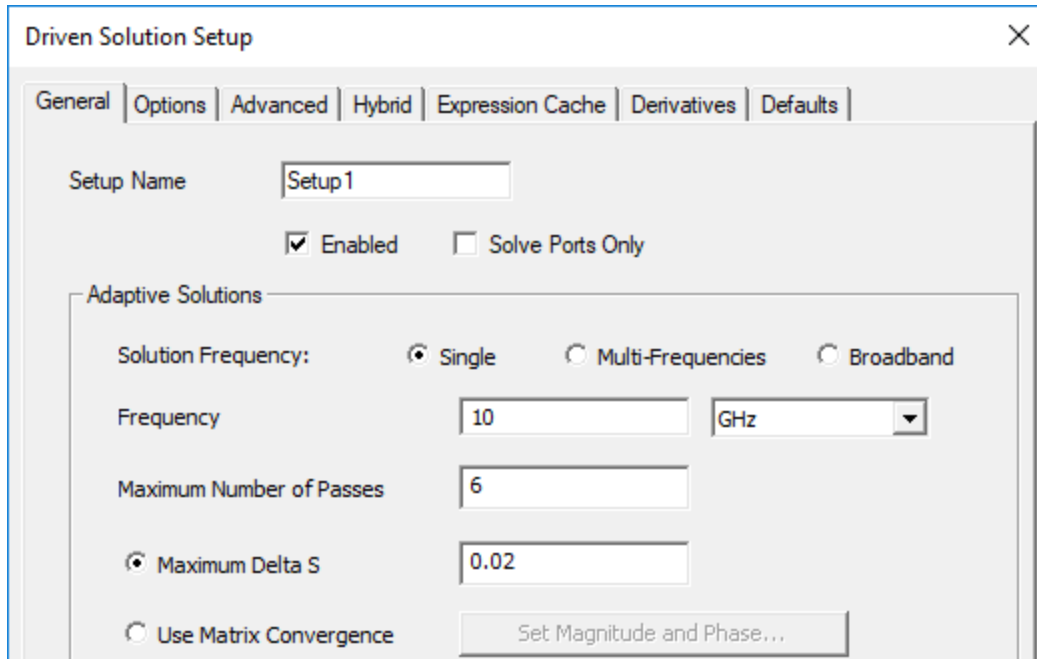 Driven Solution Setup
General Options Advanced Hybrid Expression Cache Derivatives Defaults
Setup Name Setup1
Enabled Solve Ports Only
Adaptive Solutions
Solution Frequency: Single Multi-Frequencies Broadband
Frequency 10 GHz
Maximum Number of Passes 6
Maximum Delta S 0.02
Use Matrix Convergence Set Magnitude and Phase...